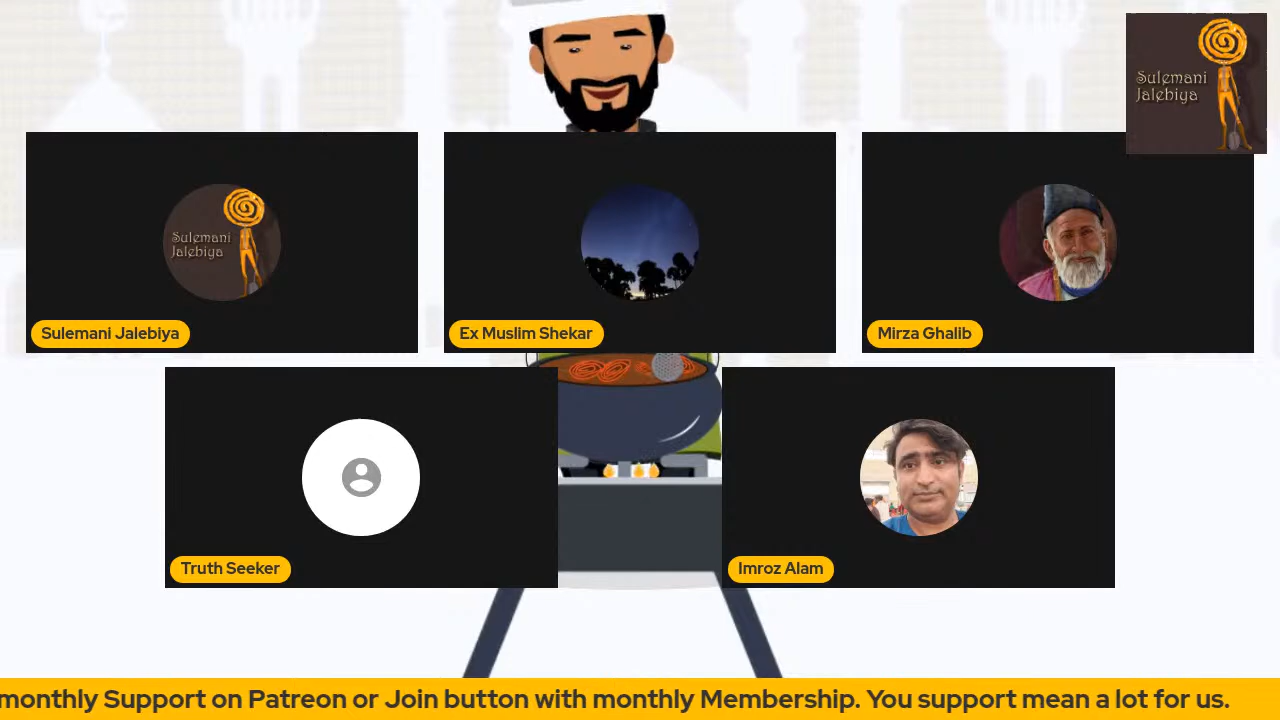 Sulemani
Jalebiya
Sulemani
Jalebiya
Sulemani Jalebiya
Ex Muslim Shekar
Mirza Ghalib
Truth Seeker
Imroz Alam
monthly Support on Patreon or Join button with monthly Membership. You support mean a lot for us.